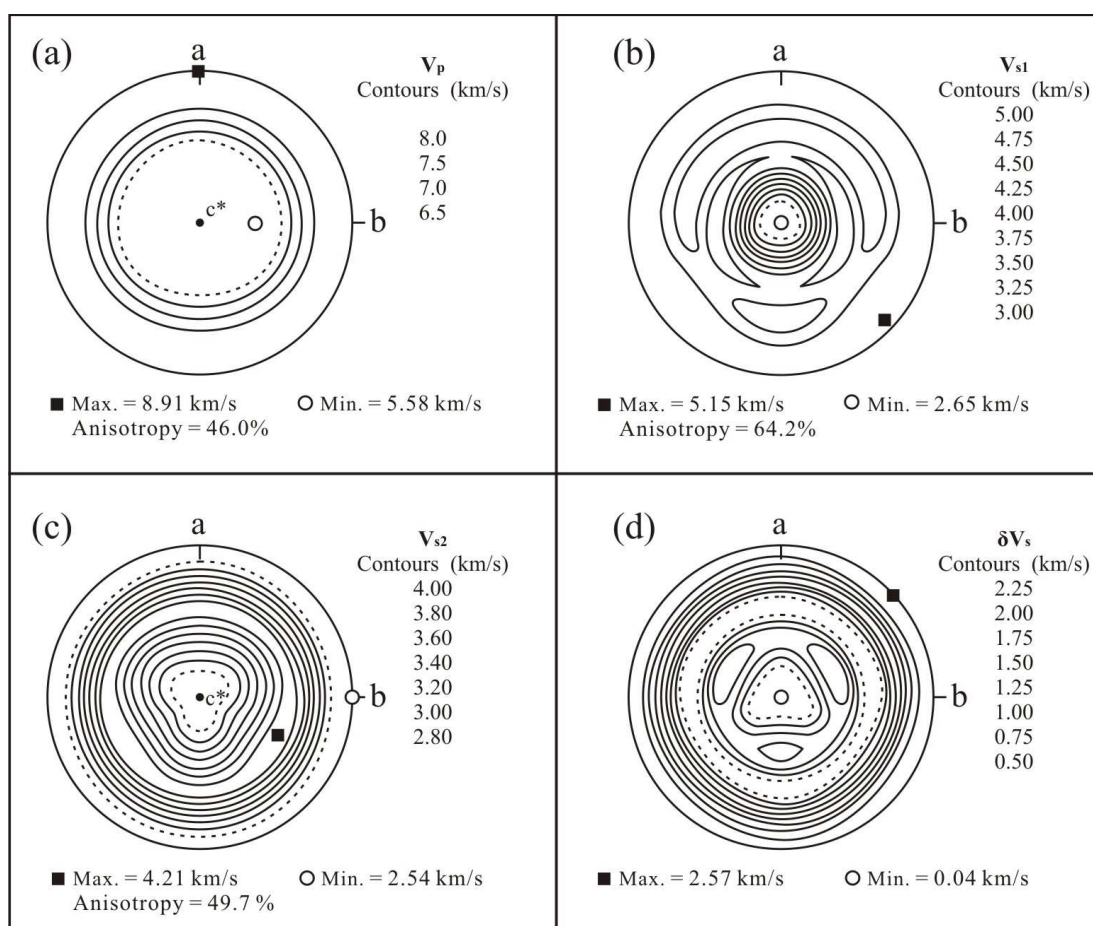 (a)
a
V_p
Contours (km/s)
8.0
7.5
7.0
6.5
c*
b
■ Max. = 8.91 km/s ○ Min. = 5.58 km/s
Anisotropy = 46.0%
(b)
a
V_s1
Contours (km/s)
5.00
4.75
4.50
4.25
4.00
3.75
3.50
3.25
3.00
b
■ Max. = 5.15 km/s ○ Min. = 2.65 km/s
Anisotropy = 64.2%
(c)
a
V_s2
Contours (km/s)
4.00
3.80
3.60
3.40
3.20
3.00
2.80
c*
b
■ Max. = 4.21 km/s ○ Min. = 2.54 km/s
Anisotropy = 49.7 %
(d)
a
δV_s
Contours (km/s)
2.25
2.00
1.75
1.50
1.25
1.00
0.75
0.50
b
■ Max. = 2.57 km/s ○ Min. = 0.04 km/s